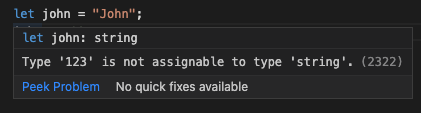 let john = "John";
let john: string
Type '123' is not assignable to type 'string'. (2322)
Peek Problem No quick fixes available